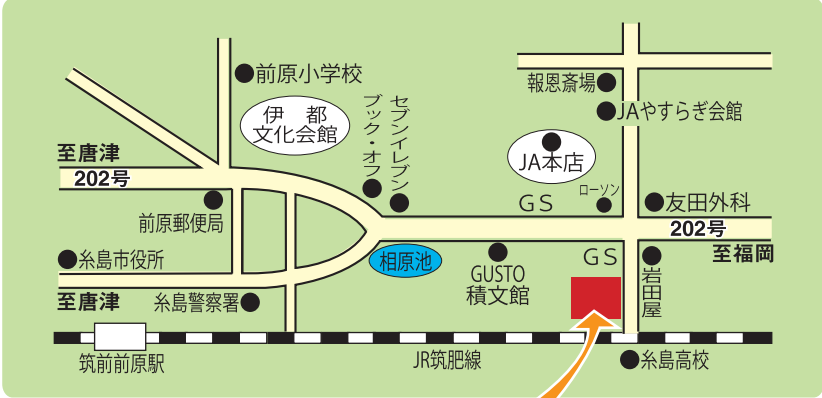 前原小学校
伊 都
文化会館
セブンイレブン
ブック・オフ
報恩斎場
JAやすらぎ会館
JA本店
至唐津
202号
前原郵便局
GS
ローソン
友田外科
202号
至福岡
糸島市役所
相原池
GUSTO
積文館
GS
岩田屋
至唐津
糸島警察署
筑前前原駅
JR筑肥線
糸島高校